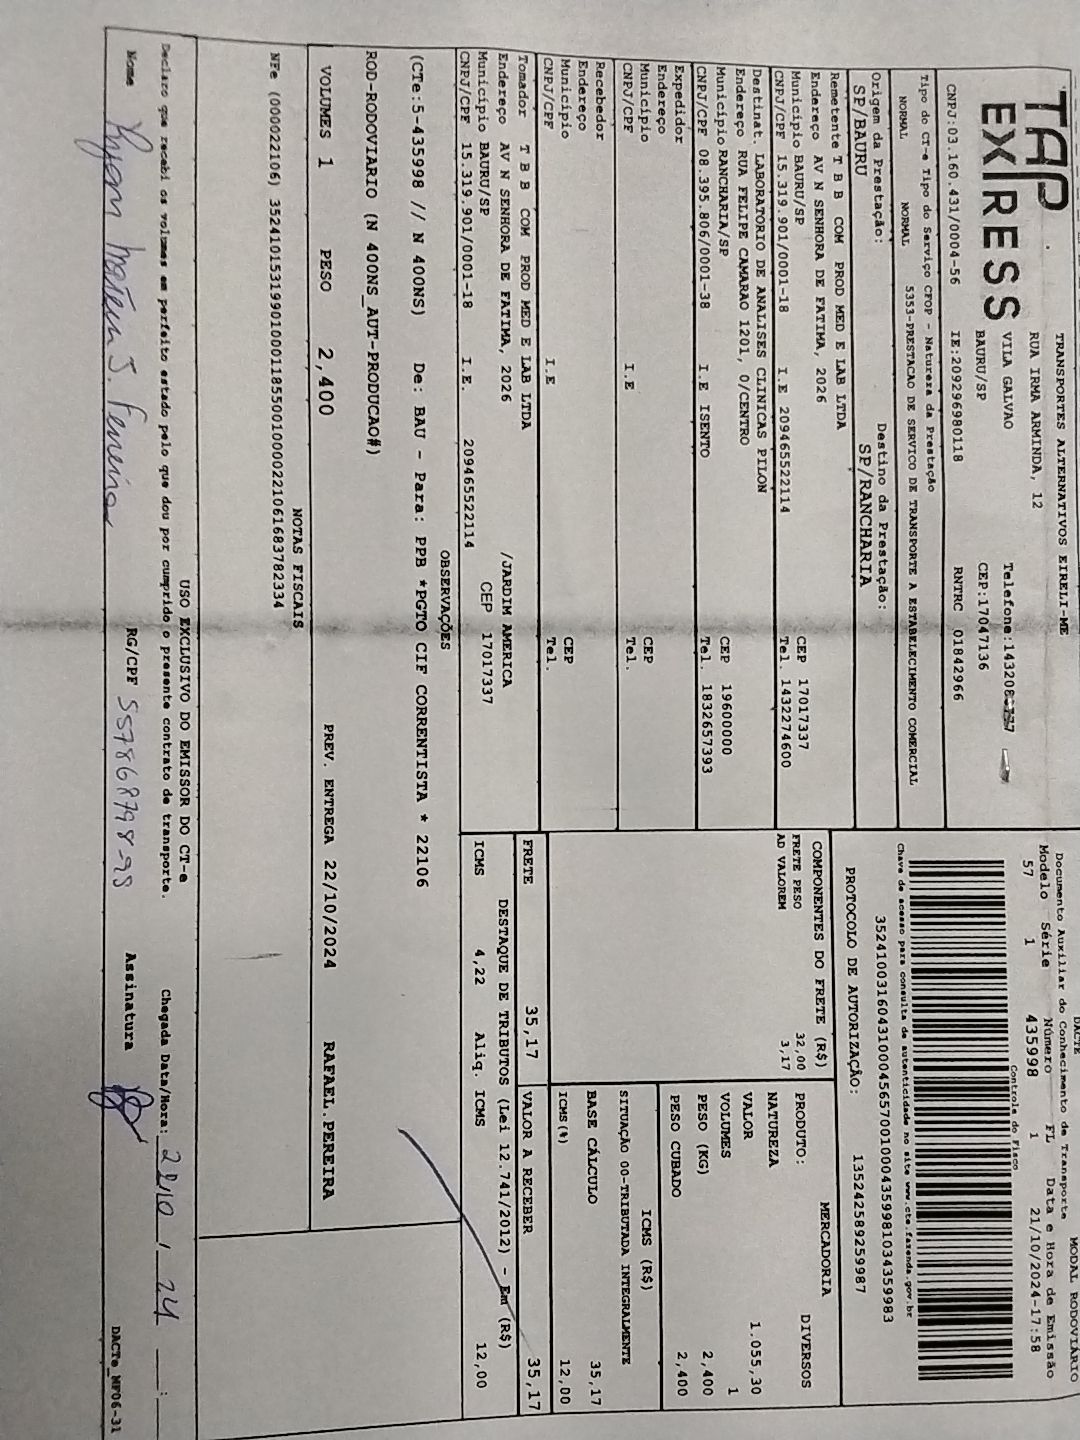 TAP EXPRESS
TRANSPORTES ALTERNATIVOS EIRELI-ME
RUA IRMA ARMINDA, 12
VILA GALVAO Telefone:143208
BAURU/SP CEP:17047136
CNPJ:03.160.431/0004-56 IE:209296980118 RNTRC 01842966
DACTE MODAL RODOVIÁRIO
Documento Auxiliar do Conhecimento de Transporte
Modelo Série Número FL Data e Hora de Emissão
57 1 435998 1 21/10/2024-17:58
Controle do Fisco
Chave de acesso para consulta de autenticidade no site www.cte.fazenda.gov.br
35241003160431000456570010004359981034359983
PROTOCOLO DE AUTORIZAÇÃO: 135242589259987
Tipo do CT-e Tipo do Serviço CFOP - Natureza da Prestação
NORMAL NORMAL 5353-PRESTACAO DE SERVICO DE TRANSPORTE A ESTABELECIMENTO COMERCIAL
Origem da Prestação: Destino da Prestação:
SP/BAURU SP/RANCHARIA
Remetente T B B COM PROD MED E LAB LTDA
Endereço AV N SENHORA DE FATIMA, 2026
Município BAURU/SP CEP 17017337
CNPJ/CPF 15.319.901/0001-18 I.E 209465522114 Tel. 1432274600
Destinat. LABORATORIO DE ANALISES CLINICAS PILON
Endereço RUA FELIPE CAMARAO 1201, 0/CENTRO
Município RANCHARIA/SP CEP 19600000
CNPJ/CPF 08.395.806/0001-38 I.E ISENTO Tel. 1832657393
Expedidor
Endereço
Município CEP
CNPJ/CPF I.E Tel.
Recebedor
Endereço
Município CEP
CNPJ/CPF I.E Tel.
Tomador T B B COM PROD MED E LAB LTDA
Endereço AV N SENHORA DE FATIMA, 2026 /JARDIM AMERICA
Município BAURU/SP CEP 17017337
CNPJ/CPF 15.319.901/0001-18 I.E. 209465522114
COMPONENTES DO FRETE (R$)
FRETE PESO 32,00
AD VALOREM 3,17
MERCADORIA
PRODUTO: DIVERSOS
NATUREZA
VALOR 1.055,30
VOLUMES 1
PESO (KG) 2,400
PESO CUBADO 2,400
ICMS (R$)
SITUAÇÃO 00-TRIBUTADA INTEGRALMENTE
BASE CÁLCULO 35,17
ICMS(%) 12,00
FRETE 35,17 VALOR A RECEBER 35,17
DESTAQUE DE TRIBUTOS (Lei 12.741/2012) - Em (R$)
ICMS 4,22 Aliq. ICMS 12,00
OBSERVAÇÕES
(CTe:5-435998 // N 400NS) De: BAU - Para: PPB *PGTO CIF CORRENTISTA * 22106
ROD-RODOVIARIO (N 400NS_AUT-PRODUCAO#)
VOLUMES 1 PESO 2,400 PREV. ENTREGA 22/10/2024 RAFAEL.PEREIRA
NOTAS FISCAIS
NFe (000022106) 35241015319901000118550010000221061683782334
USO EXCLUSIVO DO EMISSOR DO CT-e
Declaro que recebi os volumes em perfeito estado pelo que dou por cumprido o presente contrato de transporte. Chegada Data/Hora: / 24 :
Nome J. Ferreira RG/CPF 557868798-98 Assinatura
DACTe_MF06-31